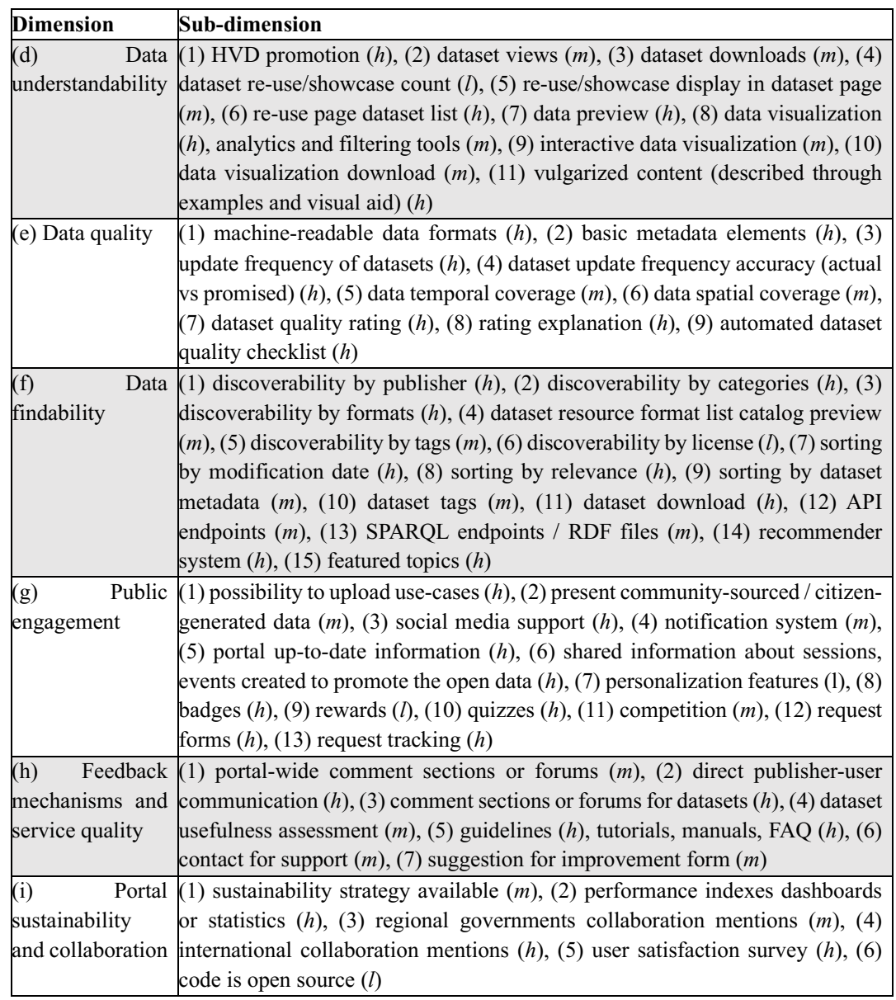 Dimension Sub-dimension
(d) Data understandability
(1) HVD promotion (h), (2) dataset views (m), (3) dataset downloads (m), (4)
dataset re-use/showcase count (l), (5) re-use/showcase display in dataset page
(m), (6) re-use page dataset list (h), (7) data preview (h), (8) data visualization
(h), analytics and filtering tools (m), (9) interactive data visualization (m), (10)
data visualization download (m), (11) vulgarized content (described through
examples and visual aid) (h)
(e) Data quality
(1) machine-readable data formats (h), (2) basic metadata elements (h), (3)
update frequency of datasets (h), (4) dataset update frequency accuracy (actual
vs promised) (h), (5) data temporal coverage (m), (6) data spatial coverage (m),
(7) dataset quality rating (h), (8) rating explanation (h), (9) automated dataset
quality checklist (h)
(f) Data
findability
(1) discoverability by publisher (h), (2) discoverability by categories (h), (3)
discoverability by formats (h), (4) dataset resource format list catalog preview
(m), (5) discoverability by tags (m), (6) discoverability by license (l), (7) sorting
by modification date (h), (8) sorting by relevance (h), (9) sorting by dataset
metadata (m), (10) dataset tags (m), (11) dataset download (h), (12) API
endpoints (m), (13) SPARQL endpoints / RDF files (m), (14) recommender
system (h), (15) featured topics (h)
(g) Public
engagement
(1) possibility to upload use-cases (h), (2) present community-sourced / citizen-
generated data (m), (3) social media support (h), (4) notification system (m),
(5) portal up-to-date information (h), (6) shared information about sessions,
events created to promote the open data (h), (7) personalization features (l), (8)
badges (h), (9) rewards (l), (10) quizzes (h), (11) competition (m), (12) request
forms (h), (13) request tracking (h)
(h) Feedback
mechanisms and
service quality
(1) portal-wide comment sections or forums (m), (2) direct publisher-user
communication (h), (3) comment sections or forums for datasets (h), (4) dataset
usefulness assessment (m), (5) guidelines (h), tutorials, manuals, FAQ (h), (6)
contact for support (m), (7) suggestion for improvement form (m)
(i) Portal
sustainability
and collaboration
(1) sustainability strategy available (m), (2) performance indexes dashboards
or statistics (h), (3) regional governments collaboration mentions (m), (4)
international collaboration mentions (h), (5) user satisfaction survey (h), (6)
code is open source (l)